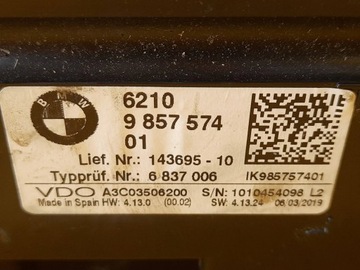 BMW
6210
9 857 574
01
Lief. Nr.: 143695 - 10
Typprüf. Nr.: 6 837 006
IK985757401
VDO A3C03506200 S/N: 1010454098 L2
Made in Spain HW: 4.13.0 (00.02) SW: 4.13.24 06/03/2019